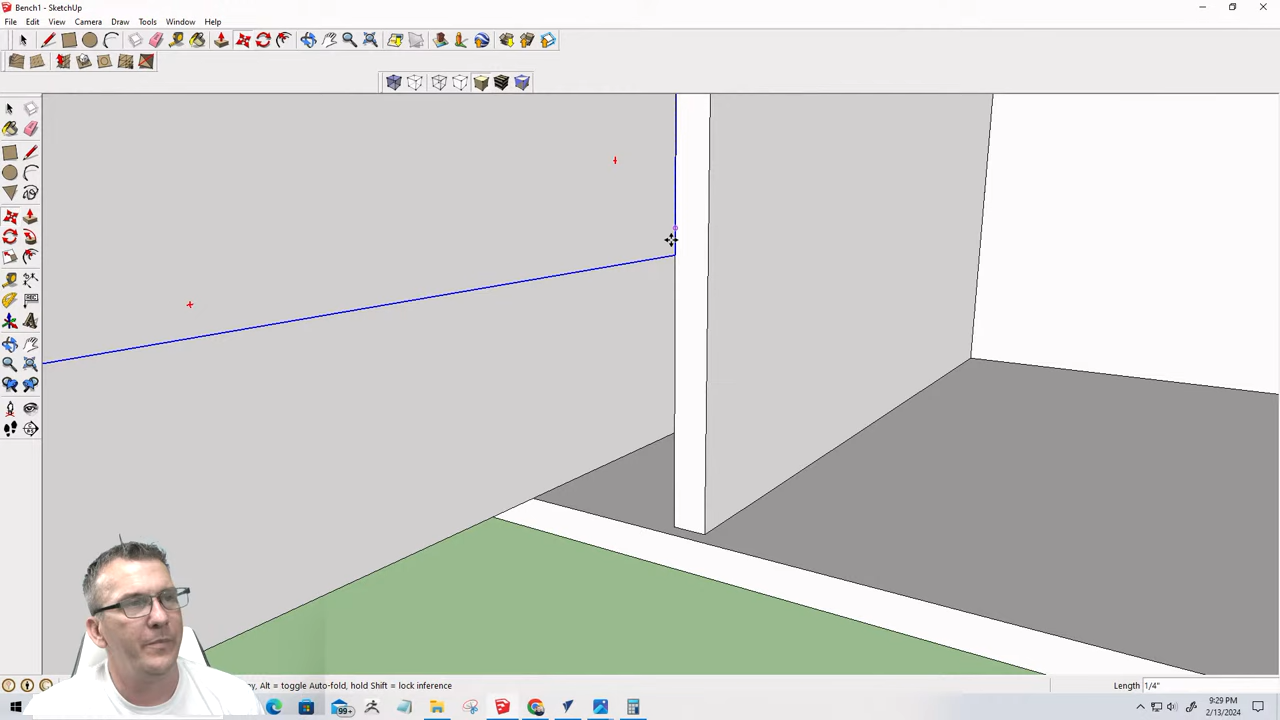 Bench1 - SketchUp
File Edit View Camera Draw Tools Window Help
y, Alt = toggle Auto-fold, hold Shift = lock inference
Length 1/4"
99+
9:29 PM
2/13/2024